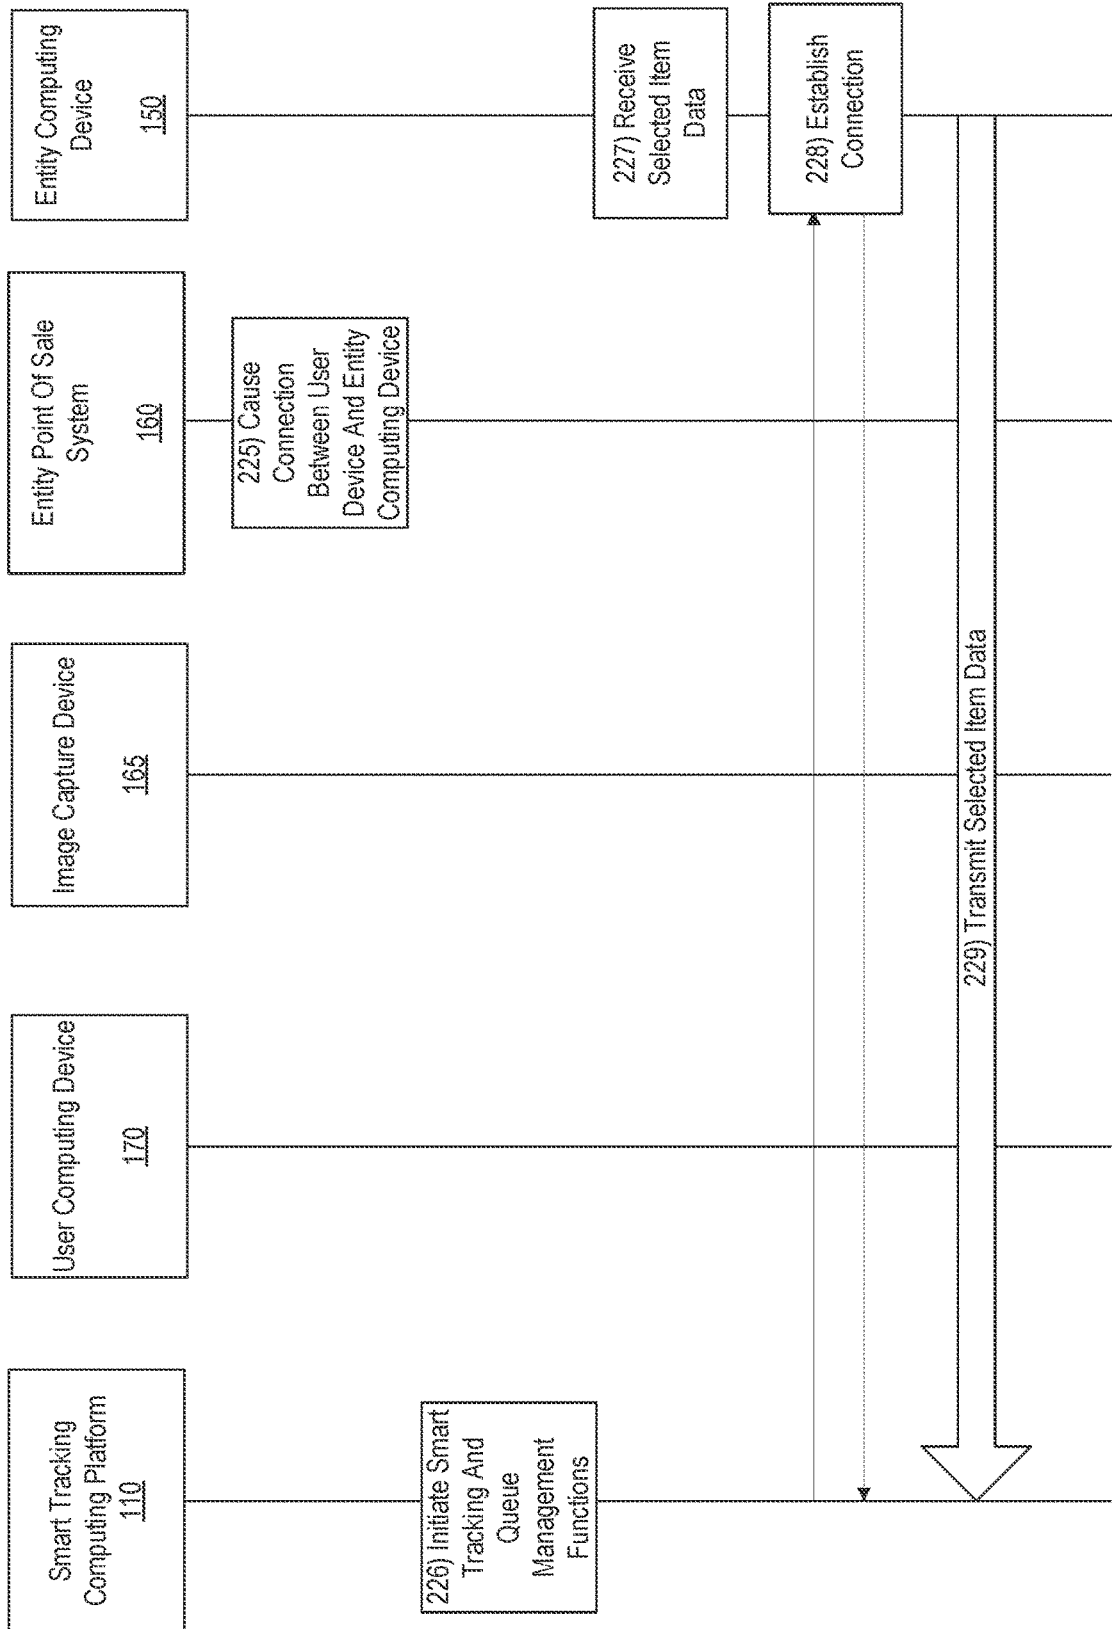 Smart Tracking
Computing Platform
110
User Computing Device
170
Image Capture Device
165
Entity Point Of Sale
System
160
Entity Computing
Device
150
225) Cause
Connection
Between User
Device And Entity
Computing Device
226) Initiate Smart
Tracking And
Queue
Management
Functions
227) Receive
Selected Item
Data
228) Establish
Connection
229) Transmit Selected Item Data